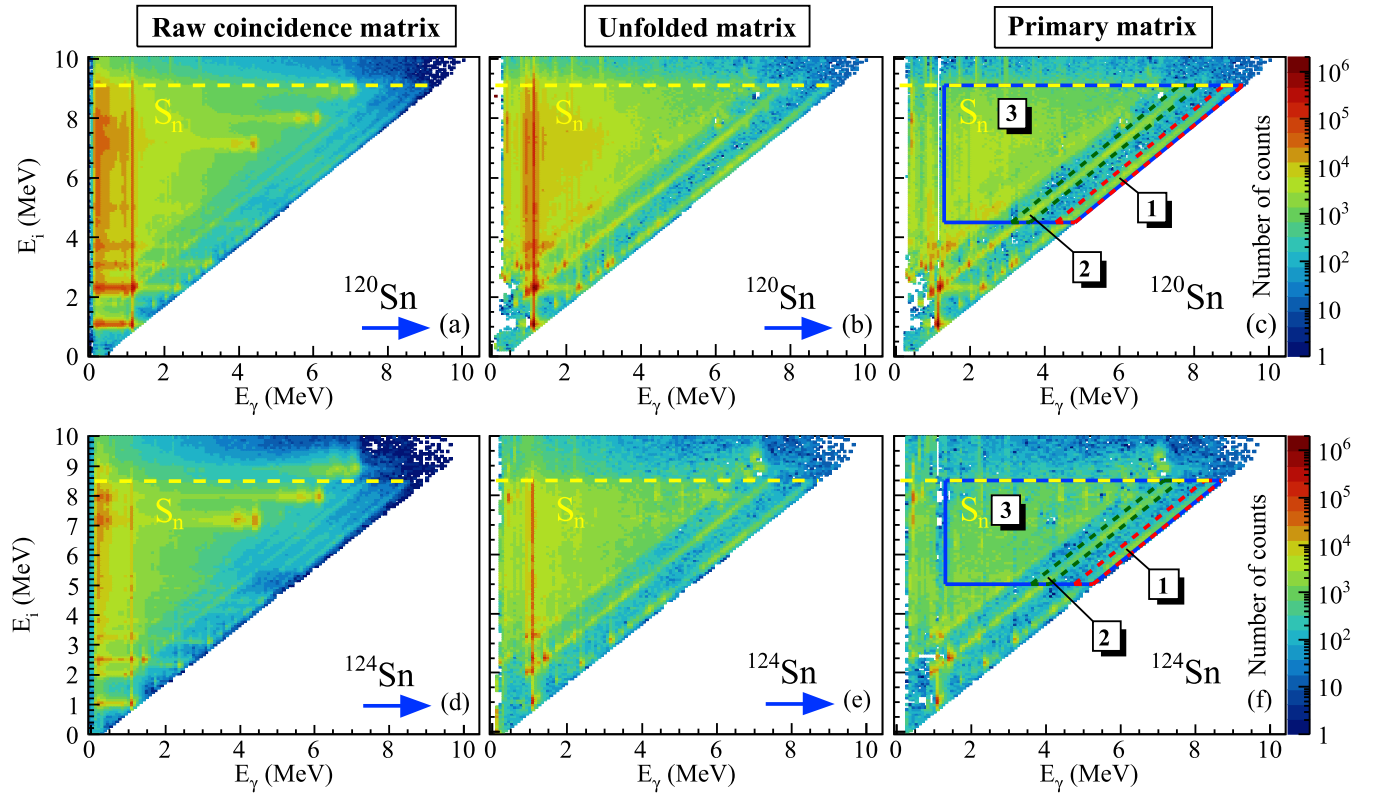 Raw coincidence matrix
Unfolded matrix
Primary matrix
E_i (MeV)
10
8
6
4
2
0
S_n
^120Sn
(a)
0 2 4 6 8 10
E_γ (MeV)
S_n
^120Sn
(b)
2 4 6 8 10
E_γ (MeV)
S_n
3
1
2
^120Sn
(c)
2 4 6 8 10
E_γ (MeV)
Number of counts
10^6
10^5
10^4
10^3
10^2
10
1
E_i (MeV)
10
9
8
7
6
5
4
3
2
1
0
S_n
^124Sn
(d)
0 2 4 6 8 10
E_γ (MeV)
S_n
^124Sn
(e)
0 2 4 6 8 10
E_γ (MeV)
S_n
3
1
2
^124Sn
(f)
0 2 4 6 8 10
E_γ (MeV)
Number of counts
10^6
10^5
10^4
10^3
10^2
10
1